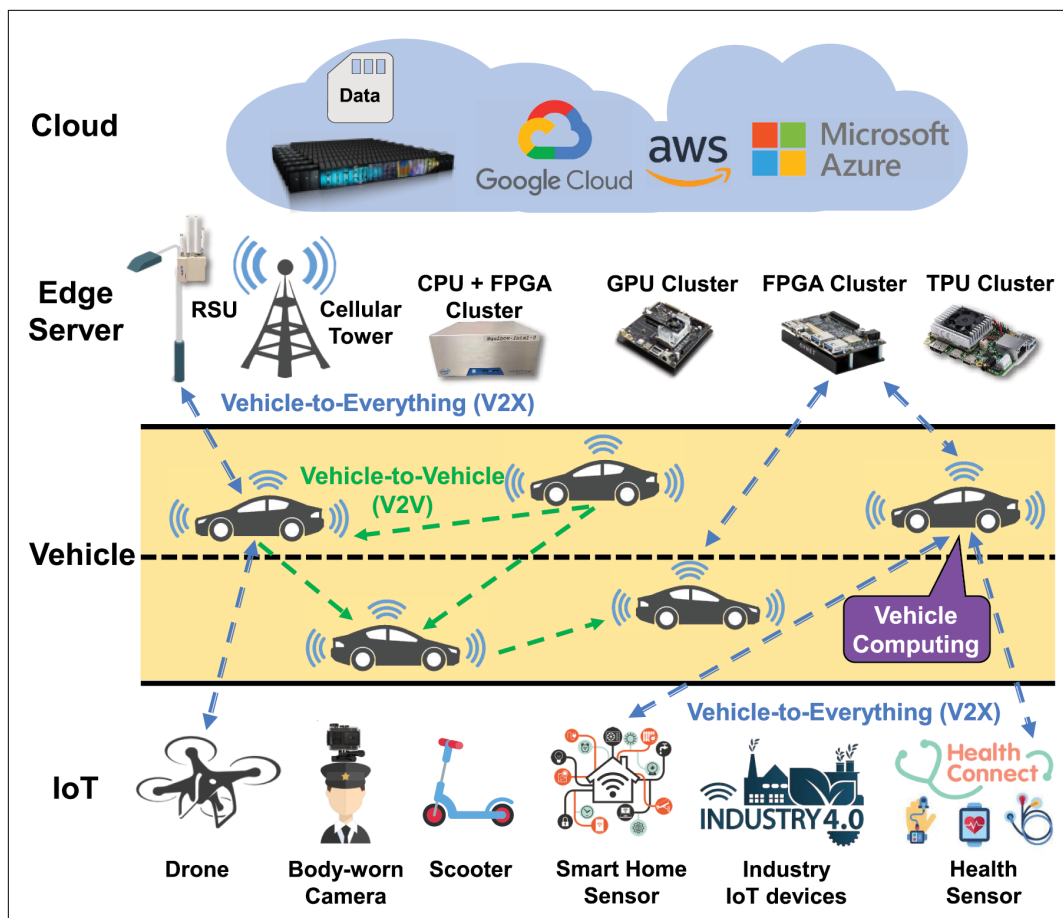 Cloud
Data
Google Cloud
aws
Microsoft
Azure
Edge
Server
RSU
Cellular
Tower
CPU + FPGA
Cluster
GPU Cluster
FPGA Cluster
TPU Cluster
Vehicle-to-Everything (V2X)
Vehicle-to-Vehicle
(V2V)
Vehicle
Vehicle
Computing
Vehicle-to-Everything (V2X)
IoT
Health
Connect
INDUSTRY 4.0
Drone
Body-worn
Camera
Scooter
Smart Home
Sensor
Industry
IoT devices
Health
Sensor